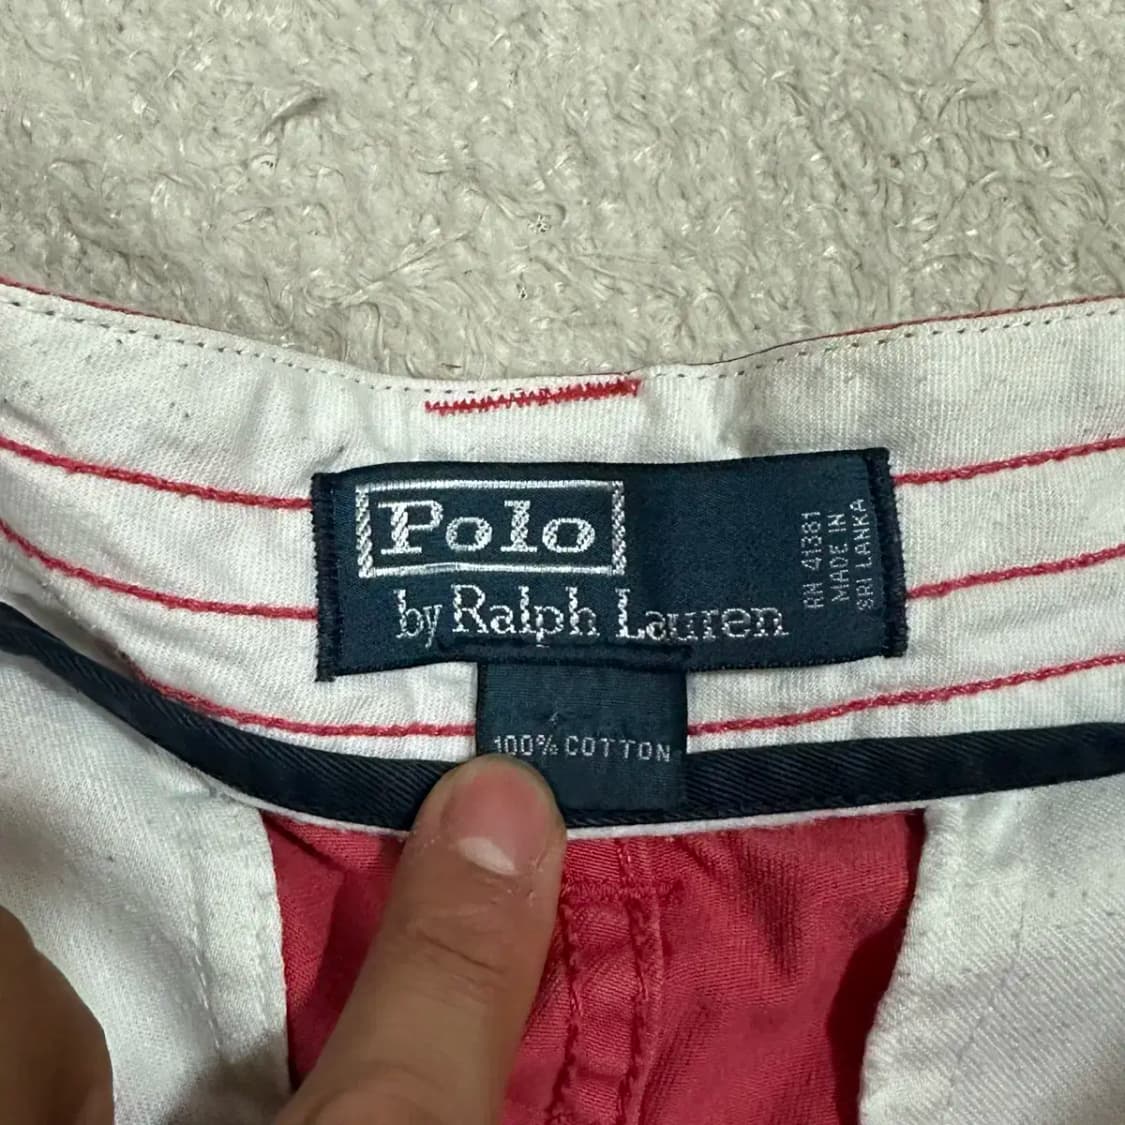 Polo
by Ralph Lauren
RN 41381
MADE IN
SRI LANKA
100% COTTON